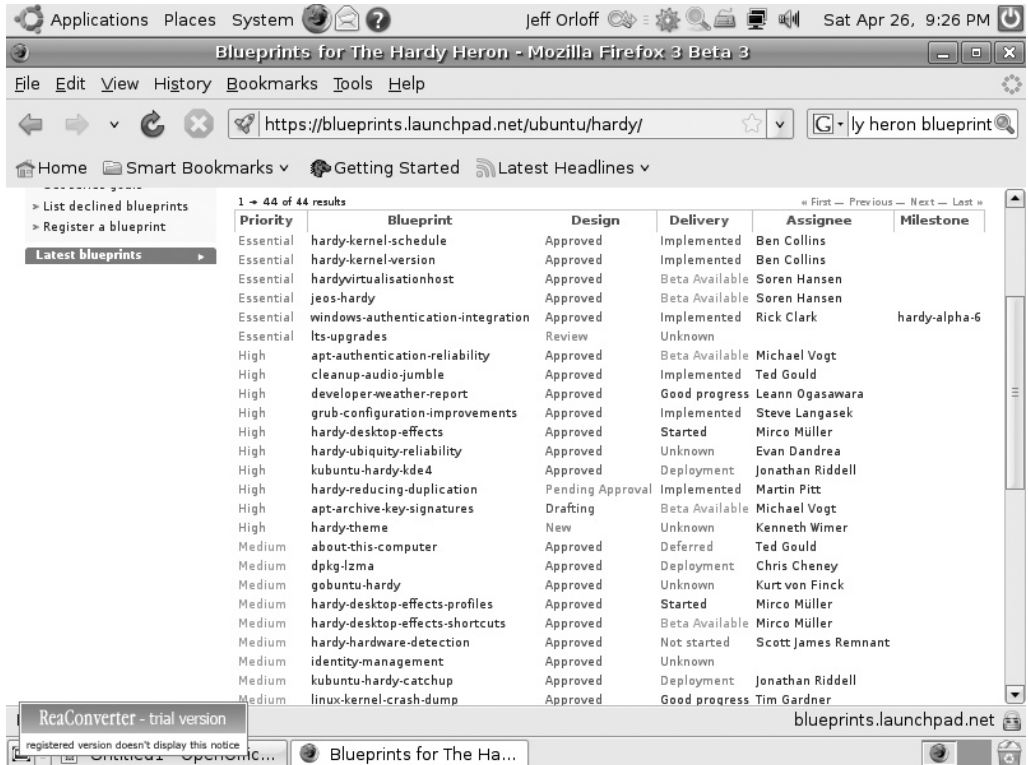 Applications Places System Jeff Orloff Sat Apr 26, 9:26 PM
Blueprints for The Hardy Heron - Mozilla Firefox 3 Beta 3
File Edit View History Bookmarks Tools Help
https://blueprints.launchpad.net/ubuntu/hardy/ G ly heron blueprint
Home Smart Bookmarks Getting Started Latest Headlines
List declined blueprints
Register a blueprint
Latest blueprints
1 → 44 of 44 results « First — Previous — Next — Last »
Priority Blueprint Design Delivery Assignee Milestone
Essential hardy-kernel-schedule Approved Implemented Ben Collins
Essential hardy-kernel-version Approved Implemented Ben Collins
Essential hardyvirtualisationhost Approved Beta Available Soren Hansen
Essential jeos-hardy Approved Beta Available Soren Hansen
Essential windows-authentication-integration Approved Implemented Rick Clark hardy-alpha-6
Essential lts-upgrades Review Unknown
High apt-authentication-reliability Approved Beta Available Michael Vogt
High cleanup-audio-jumble Approved Implemented Ted Gould
High developer-weather-report Approved Good progress Leann Ogasawara
High grub-configuration-improvements Approved Implemented Steve Langasek
High hardy-desktop-effects Approved Started Mirco Müller
High hardy-ubiquity-reliability Approved Unknown Evan Dandrea
High kubuntu-hardy-kde4 Approved Deployment Jonathan Riddell
High hardy-reducing-duplication Pending Approval Implemented Martin Pitt
High apt-archive-key-signatures Drafting Beta Available Michael Vogt
High hardy-theme New Unknown Kenneth Wimer
Medium about-this-computer Approved Deferred Ted Gould
Medium dpkg-lzma Approved Deployment Chris Cheney
Medium gobuntu-hardy Approved Unknown Kurt von Finck
Medium hardy-desktop-effects-profiles Approved Started Mirco Müller
Medium hardy-desktop-effects-shortcuts Approved Beta Available Mirco Müller
Medium hardy-hardware-detection Approved Not started Scott James Remnant
Medium identity-management Approved Unknown
Medium kubuntu-hardy-catchup Approved Deployment Jonathan Riddell
Medium linux-kernel-crash-dump Approved Good progress Tim Gardner
ReaConverter - trial version
registered version doesn't display this notice
blueprints.launchpad.net
Blueprints for The Ha...